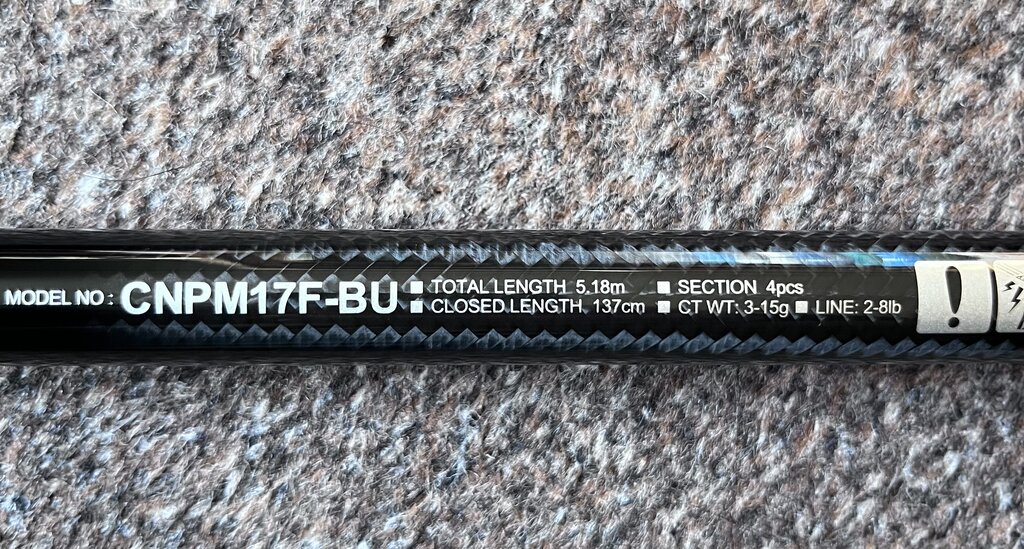 MODEL NO : CNPM17F-BU
■ TOTAL LENGTH 5.18m ■ SECTION 4pcs
■ CLOSED LENGTH 137cm ■ CT WT: 3-15g ■ LINE: 2-8lb
!